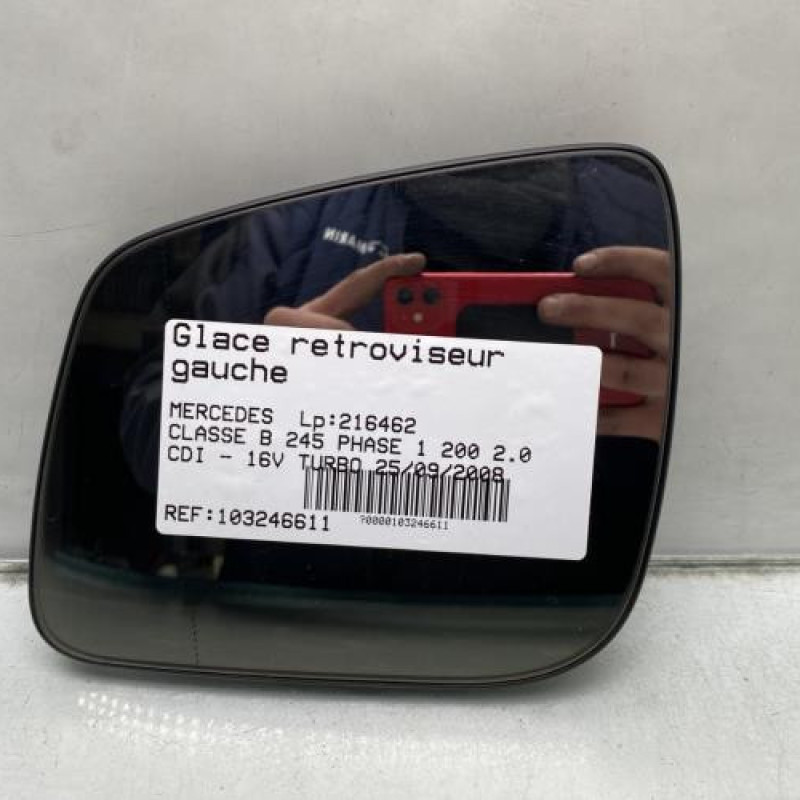 Glace retroviseur
gauche
MERCEDES Lp:216462
CLASSE B 245 PHASE 1 200 2.0
CDI - 16V TURBO 25/09/2008
REF:103246611
?0000103246611